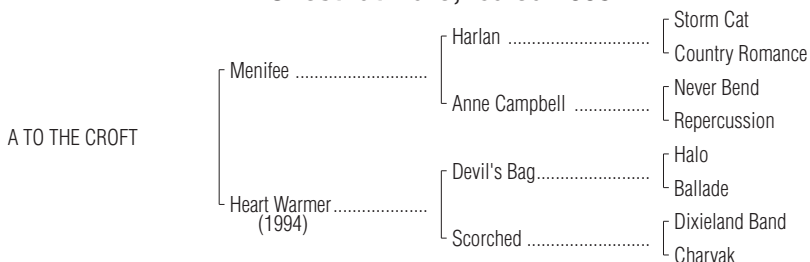 Storm Cat
Harlan ........................
Country Romance
Menifee ............................
Never Bend
Anne Campbell ................
Repercussion
A TO THE CROFT
Halo
Devil's Bag........................
Ballade
Heart Warmer....................
(1994)
Dixieland Band
Scorched ..........................
Charvak